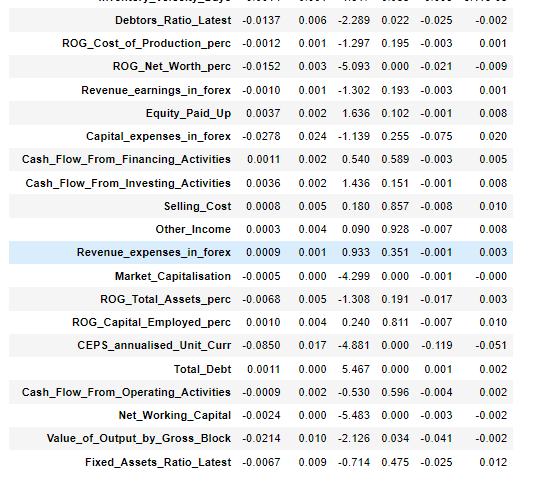 Debtors_Ratio_Latest -0.0137 0.006 -2.289 0.022 -0.025 -0.002
ROG_Cost_of_Production_perc -0.0012 0.001 -1.297 0.195 -0.003 0.001
ROG_Net_Worth_perc -0.0152 0.003 -5.093 0.000 -0.021 -0.009
Revenue_earnings_in_forex -0.0010 0.001 -1.302 0.193 -0.003 0.001
Equity_Paid_Up 0.0037 0.002 1.636 0.102 -0.001 0.008
Capital_expenses_in_forex -0.0278 0.024 -1.139 0.255 -0.075 0.020
Cash_Flow_From_Financing_Activities 0.0011 0.002 0.540 0.589 -0.003 0.005
Cash_Flow_From_Investing_Activities 0.0036 0.002 1.436 0.151 -0.001 0.008
Selling_Cost 0.0008 0.005 0.180 0.857 -0.008 0.010
Other_Income 0.0003 0.004 0.090 0.928 -0.007 0.008
Revenue_expenses_in_forex 0.0009 0.001 0.933 0.351 -0.001 0.003
Market_Capitalisation -0.0005 0.000 -4.299 0.000 -0.001 -0.000
ROG_Total_Assets_perc -0.0068 0.005 -1.308 0.191 -0.017 0.003
ROG_Capital_Employed_perc 0.0010 0.004 0.240 0.811 -0.007 0.010
CEPS_annualised_Unit_Curr -0.0850 0.017 -4.881 0.000 -0.119 -0.051
Total_Debt 0.0011 0.000 5.467 0.000 0.001 0.002
Cash_Flow_From_Operating_Activities -0.0009 0.002 -0.530 0.596 -0.004 0.002
Net_Working_Capital -0.0024 0.000 -5.483 0.000 -0.003 -0.002
Value_of_Output_by_Gross_Block -0.0214 0.010 -2.126 0.034 -0.041 -0.002
Fixed_Assets_Ratio_Latest -0.0067 0.009 -0.714 0.475 -0.025 0.012